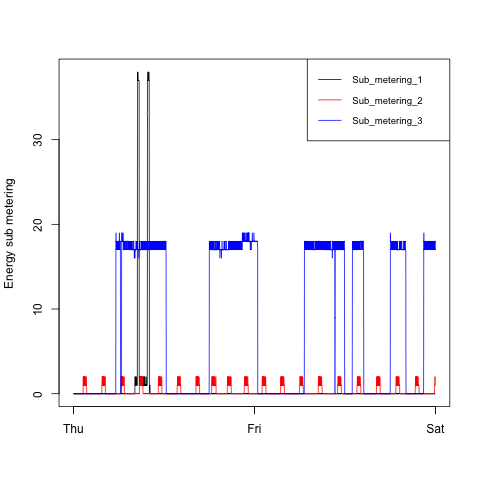 Sub_metering_1
Sub_metering_2
Sub_metering_3
Energy sub metering
30
20
10
0
Thu
Fri
Sat